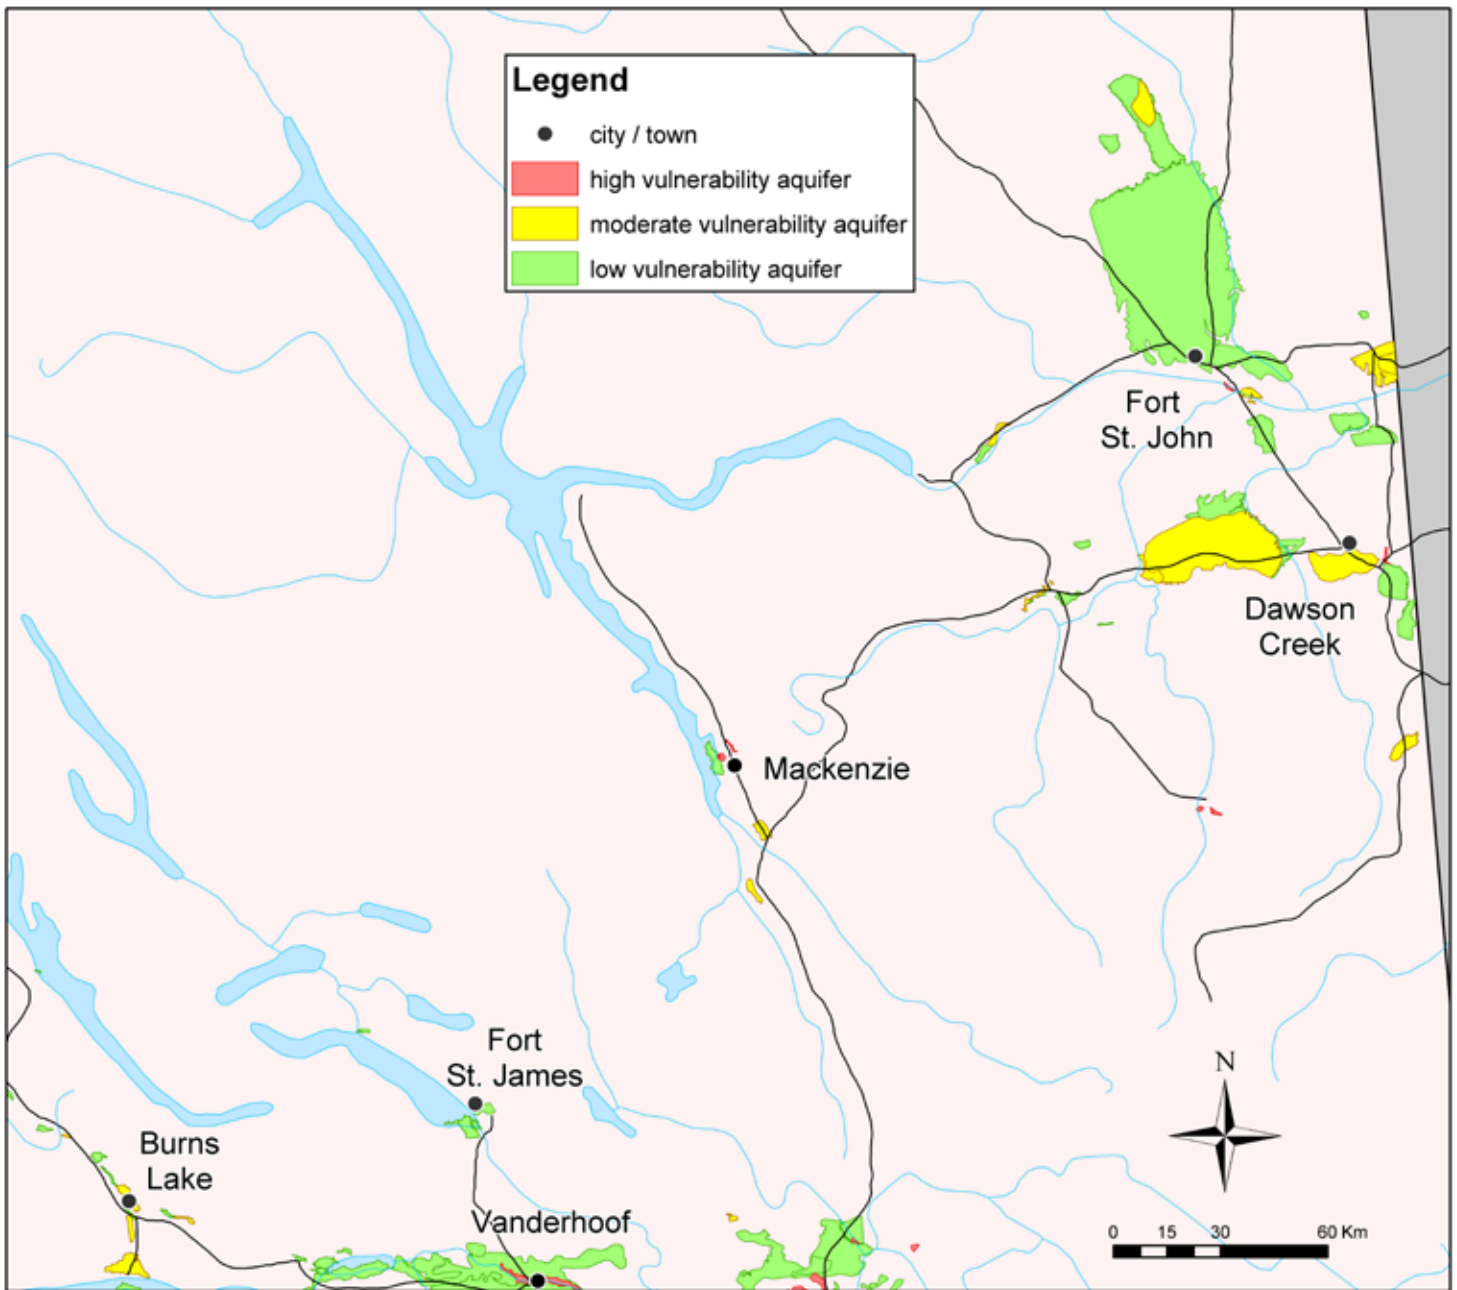 Legend
city / town
high vulnerability aquifer
moderate vulnerability aquifer
low vulnerability aquifer
Fort
St. John
Dawson
Creek
Mackenzie
Fort
St. James
Burns
Lake
Vanderhoof
N
0 15 30 60 Km